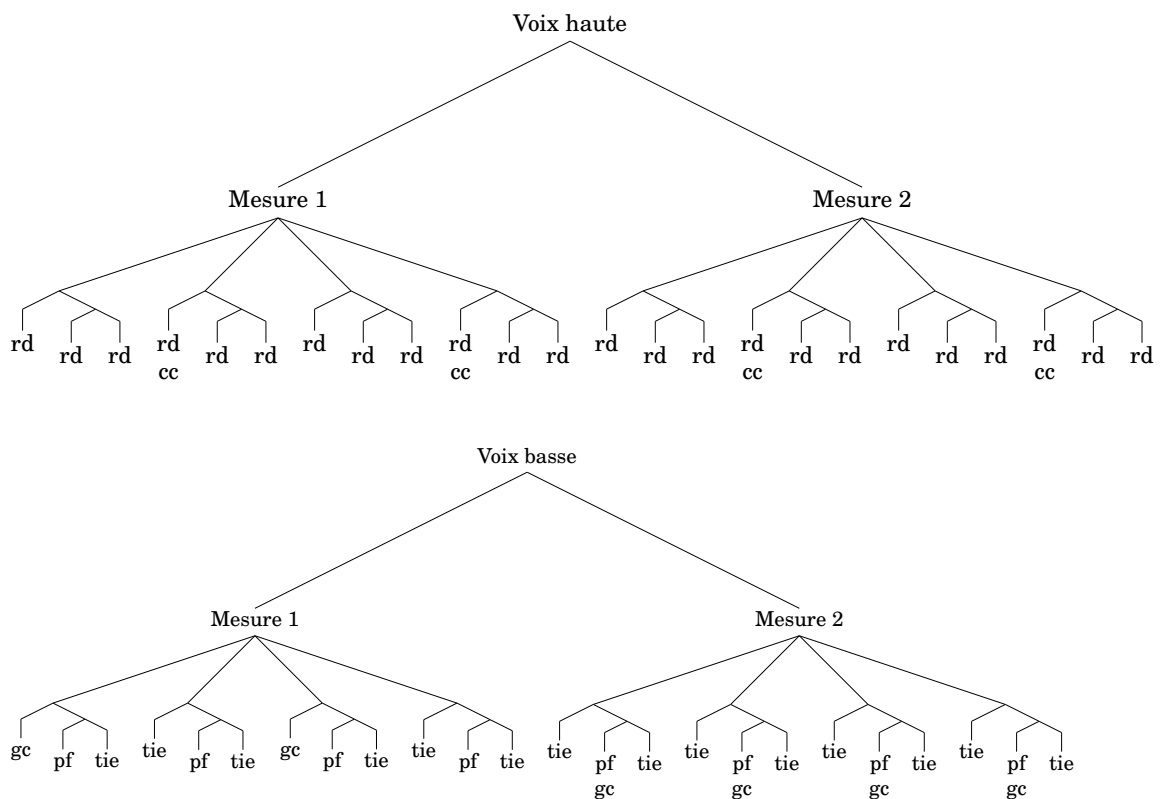 Voix haute
Mesure 1 Mesure 2
rd rd rd rd rd rd rd rd rd rd rd rd rd rd rd rd rd rd rd rd rd rd rd rd
cc cc cc cc
Voix basse
Mesure 1 Mesure 2
gc pf tie tie pf tie gc pf tie tie pf tie tie pf tie tie pf tie tie pf tie tie pf tie
gc gc gc gc